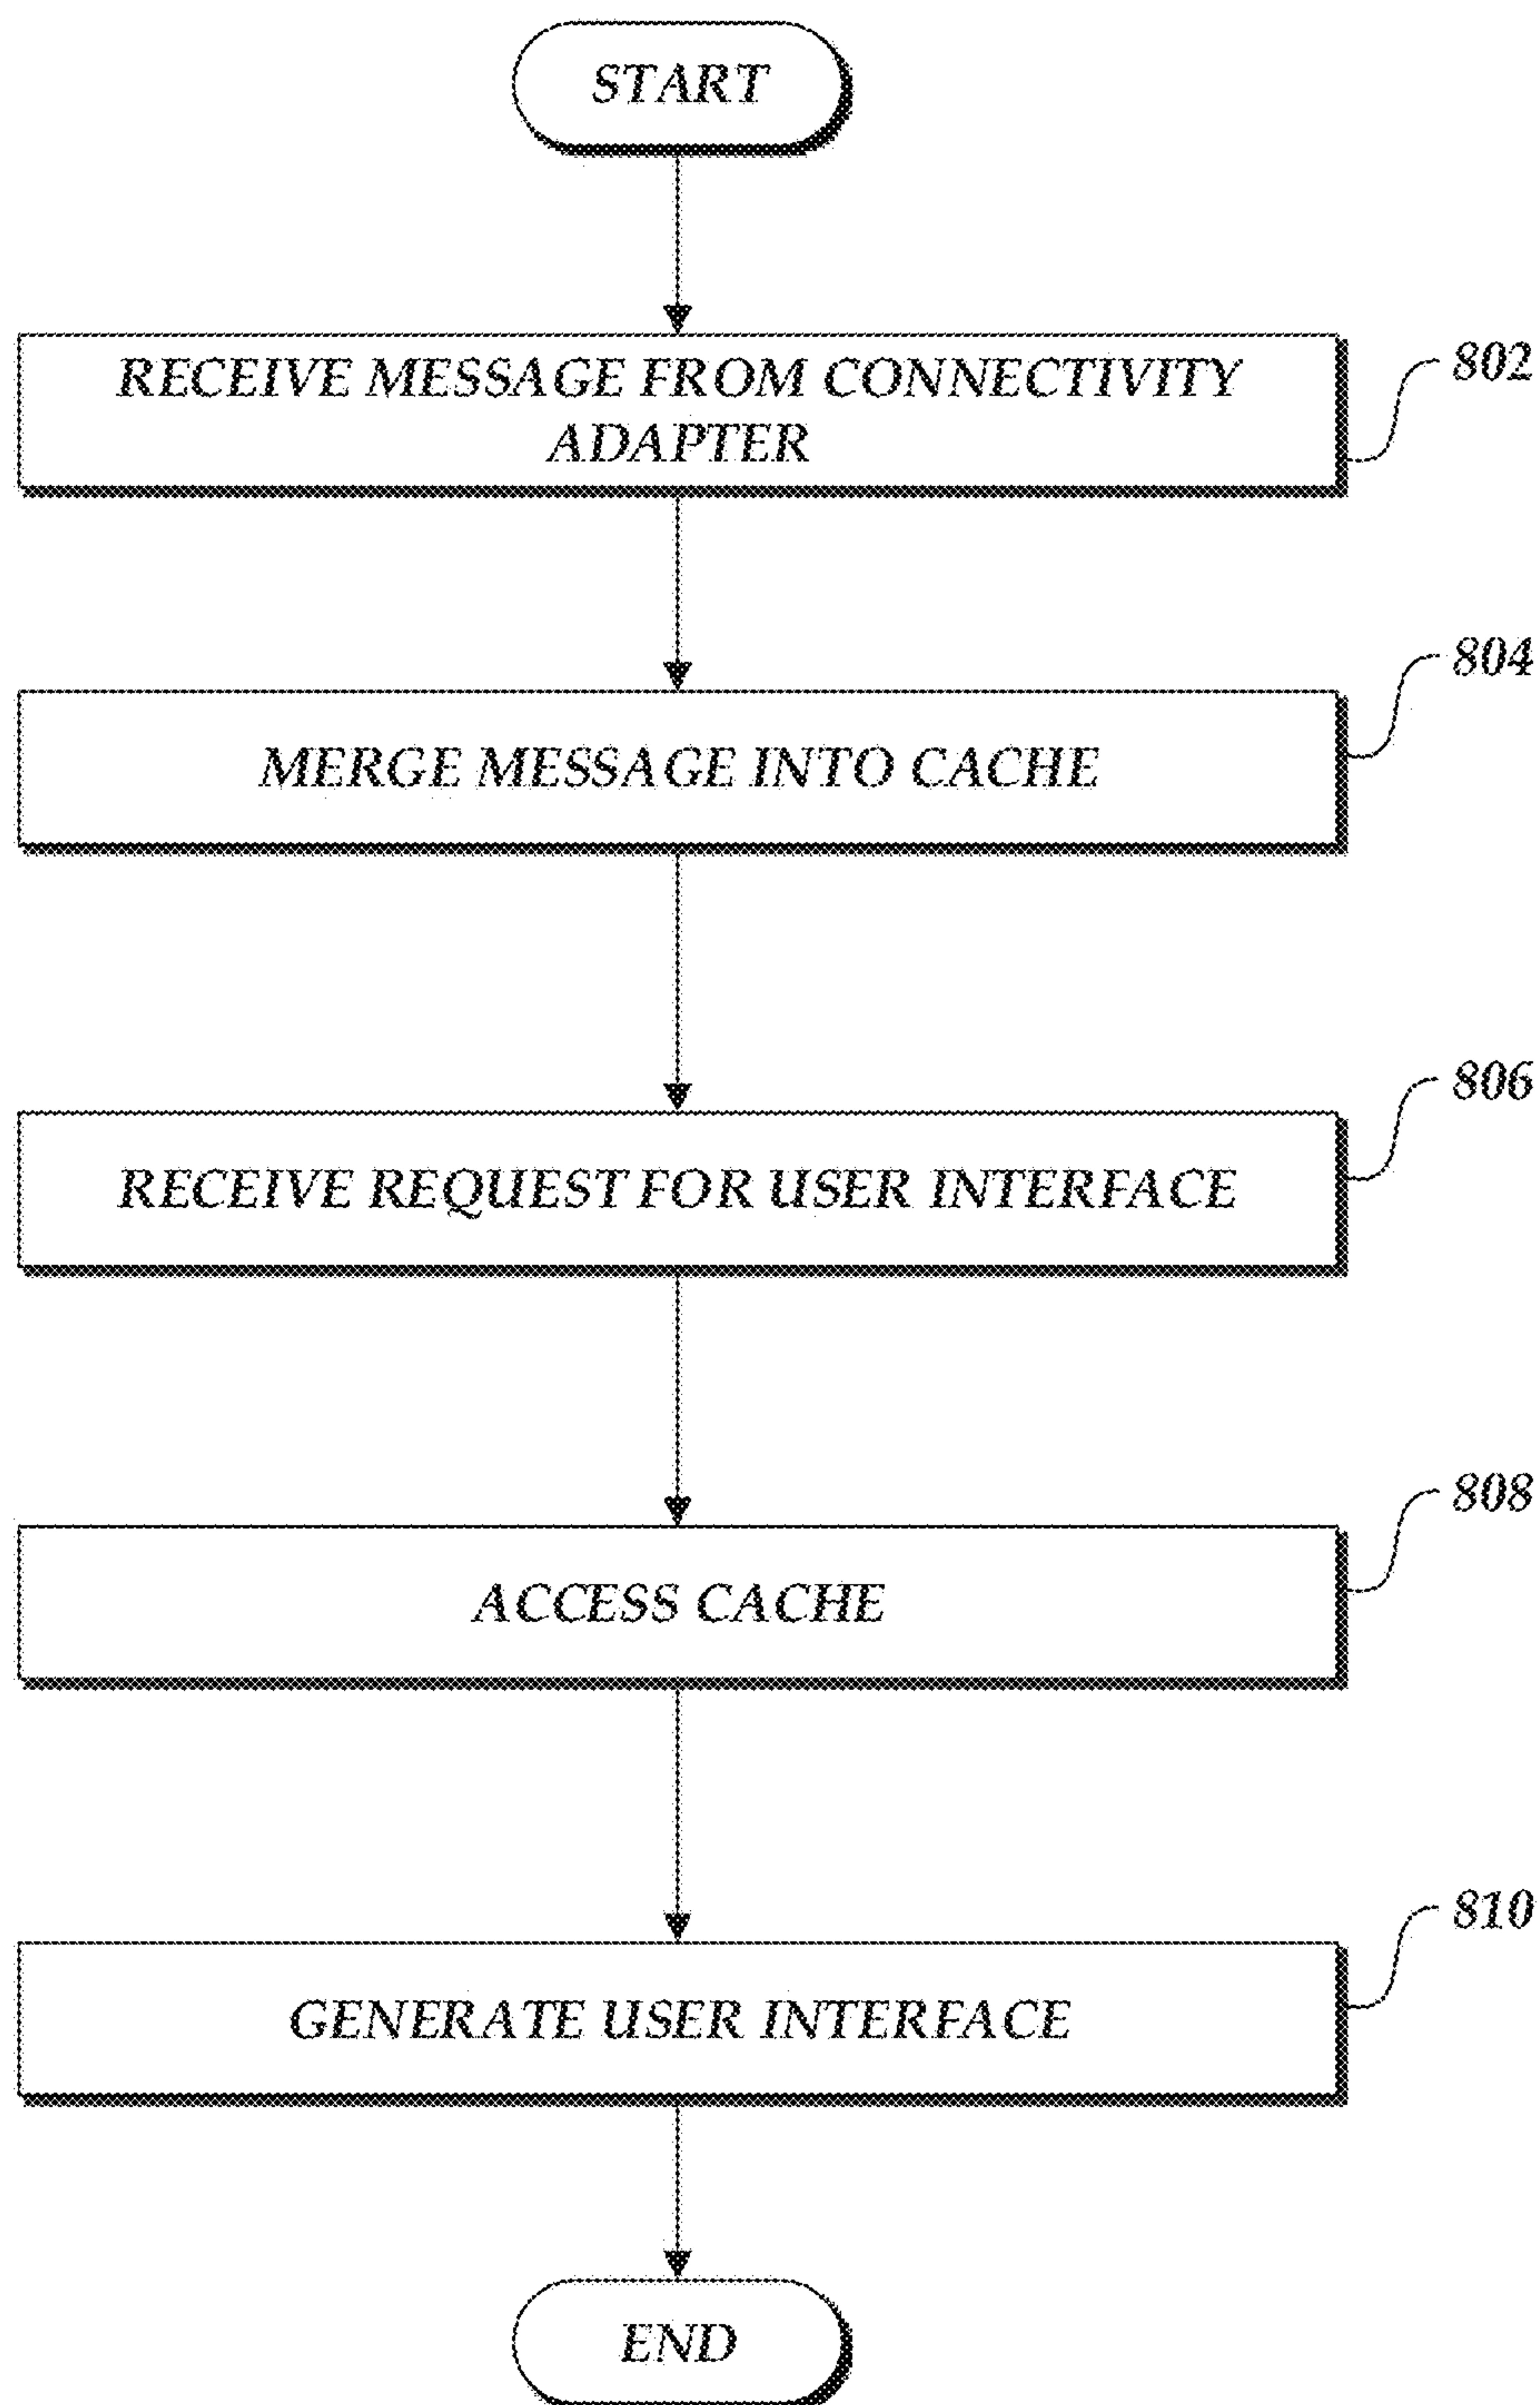 START
RECEIVE MESSAGE FROM CONNECTIVITY
ADAPTER
802
MERGE MESSAGE INTO CACHE
804
RECEIVE REQUEST FOR USER INTERFACE
806
ACCESS CACHE
808
GENERATE USER INTERFACE
810
END